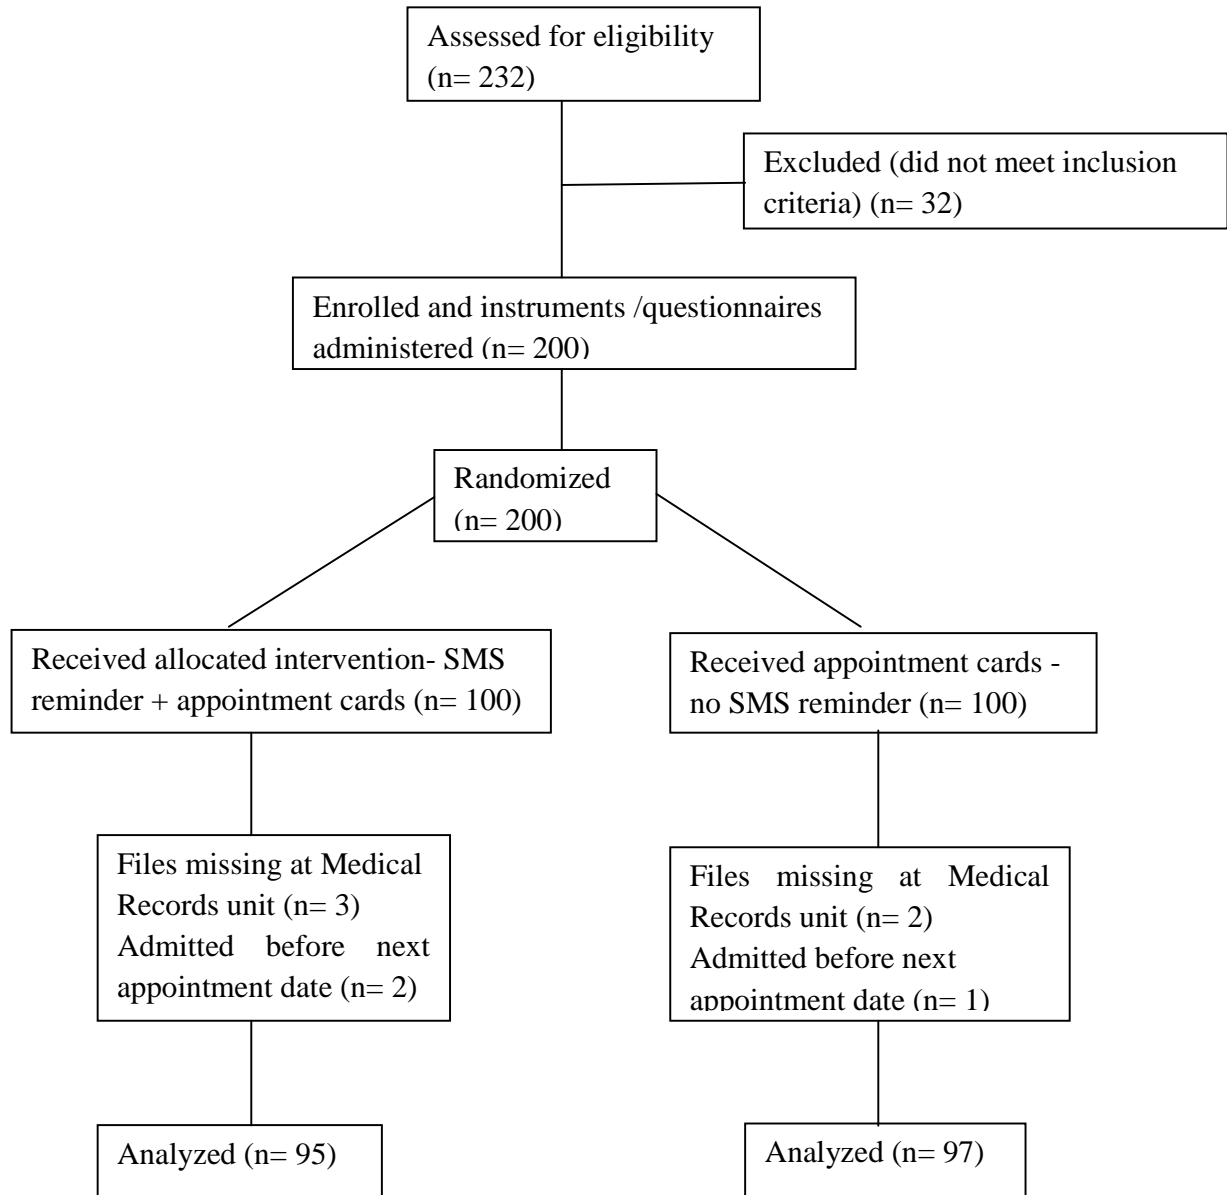 Assessed for eligibility
(n= 232)
Excluded (did not meet inclusion
criteria) (n= 32)
Enrolled and instruments /questionnaires
administered (n= 200)
Randomized
(n= 200)
Received allocated intervention- SMS
reminder + appointment cards (n= 100)
Received appointment cards -
no SMS reminder (n= 100)
Files missing at Medical
Records unit (n= 3)
Admitted before next
appointment date (n= 2)
Files missing at Medical
Records unit (n= 2)
Admitted before next
appointment date (n= 1)
Analyzed (n= 95)
Analyzed (n= 97)